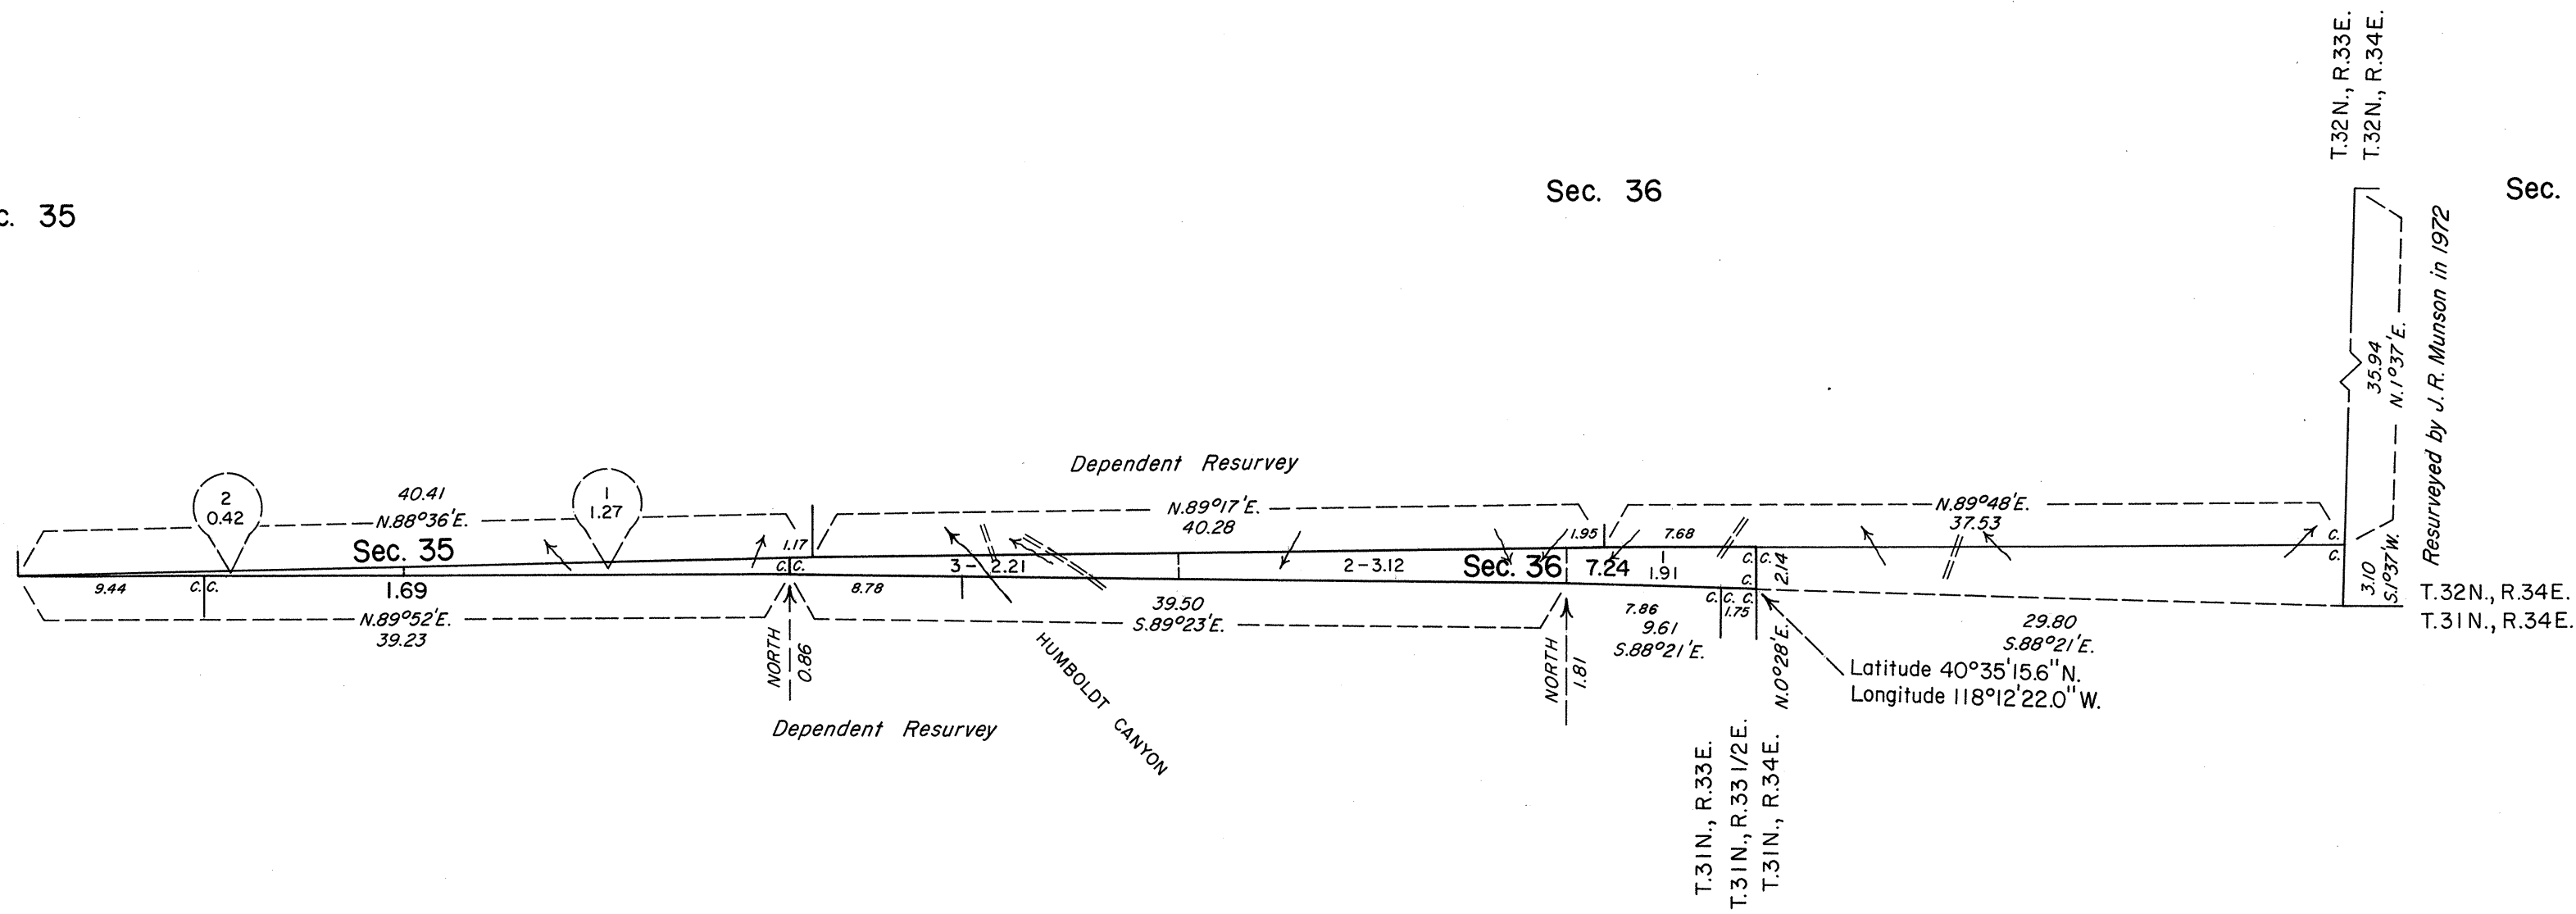 T.32N., R.33E.
T.32N., R.34E.
c. 35
Sec. 36
Sec.
Resurveyed by J. R. Munson in 1972
35.94
N.1°37'E.
3.10
S.1°37'W.
Dependent Resurvey
2
0.42
40.41
N.88°36'E.
1
1.27
N.89°17'E.
40.28
N.89°48'E.
37.53
1.17
1.95
7.68
Sec. 35
C. C.
3 - 2.21
2 - 3.12
Sec. 36
7.24
1
1.91
C. C.
C.
2.14
C.
C.
9.44
C. C.
1.69
8.78
39.50
S.89°23'E.
N.89°52'E.
39.23
7.86
9.61
S.88°21'E.
C. C. C.
1.75
29.80
S.88°21'E.
T.32N., R.34E.
T.31N., R.34E.
NORTH
0.86
NORTH
1.81
N.0°28'E.
HUMBOLDT CANYON
Latitude 40°35'15.6"N.
Longitude 118°12'22.0"W.
Dependent Resurvey
T.31N., R.33E.
T.31N., R.33 1/2E.
T.31N., R.34E.